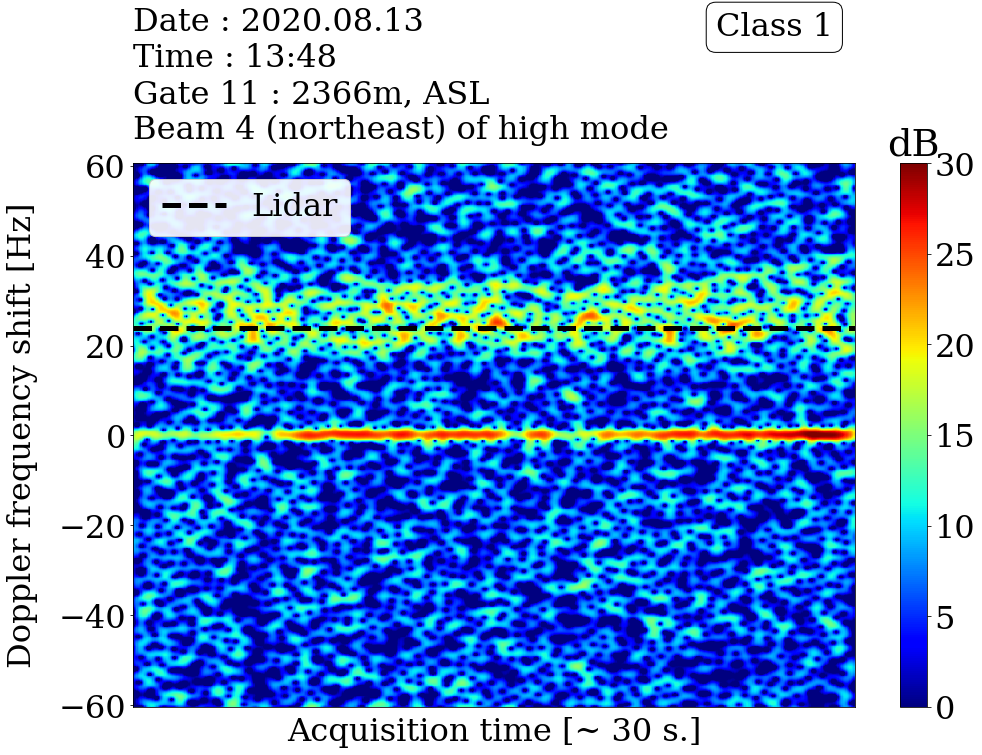 Date : 2020.08.13
Time : 13:48
Gate 11 : 2366m, ASL
Beam 4 (northeast) of high mode
Class 1
dB
Lidar
Doppler frequency shift [Hz]
60
40
20
0
−20
−40
−60
30
25
20
15
10
5
0
Acquisition time [~ 30 s.]